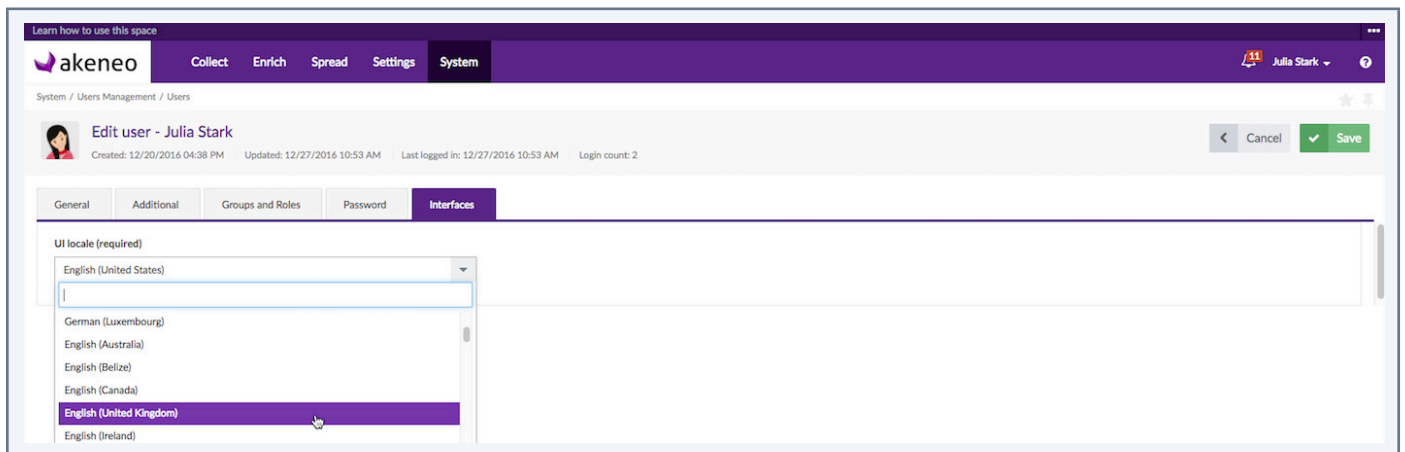 Learn how to use this space
akeneo Collect Enrich Spread Settings System 11 Julia Stark
System / Users Management / Users
Edit user - Julia Stark
Cancel Save
Created: 12/20/2016 04:38 PM Updated: 12/27/2016 10:53 AM Last logged in: 12/27/2016 10:53 AM Login count: 2
General Additional Groups and Roles Password Interfaces
UI locale (required)
English (United States)
German (Luxembourg)
English (Australia)
English (Belize)
English (Canada)
English (United Kingdom)
English (Ireland)